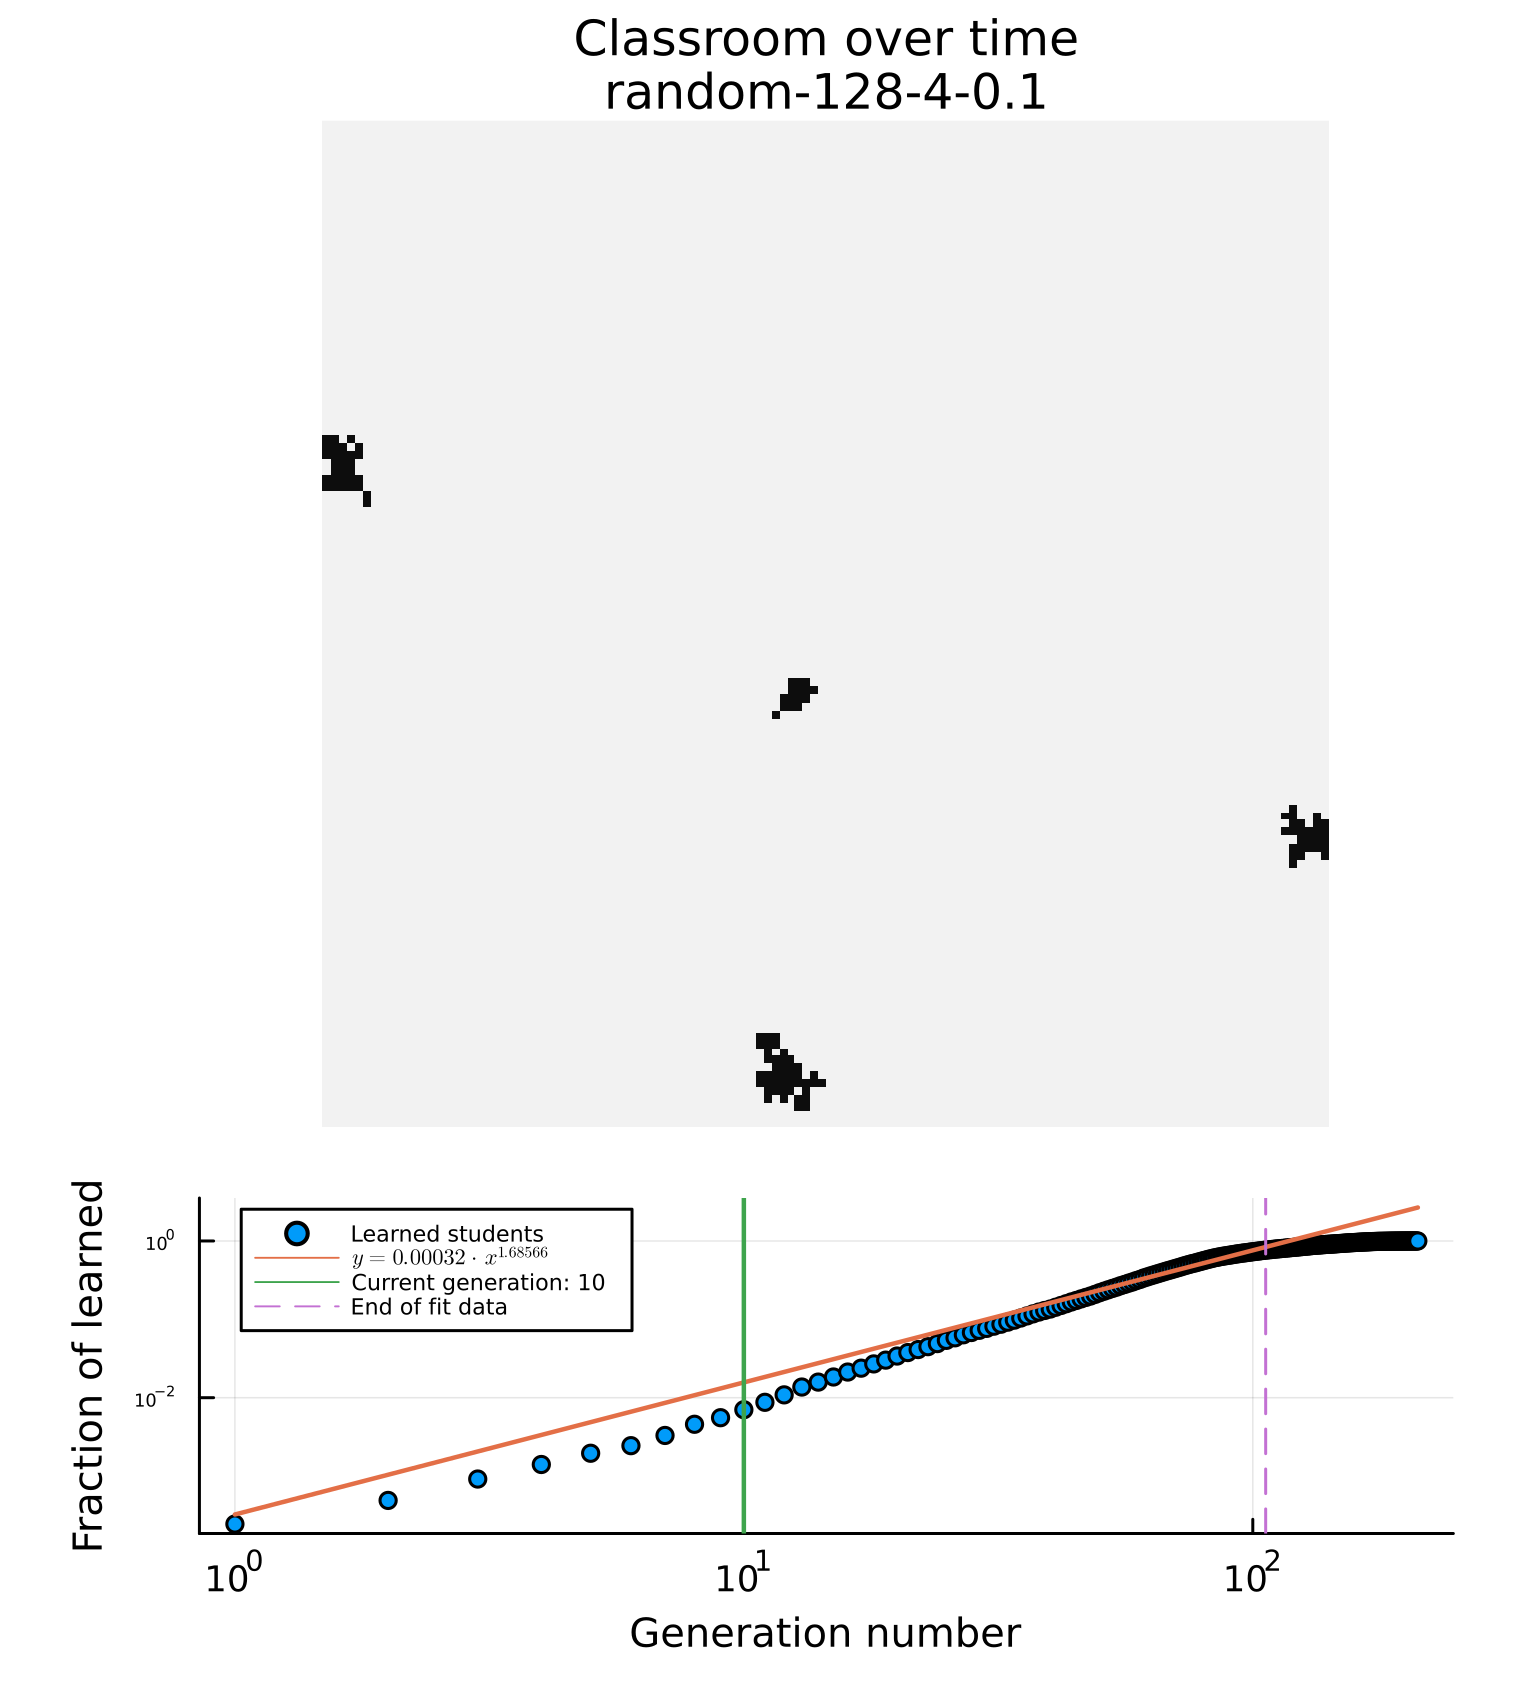 Classroom over time
random-128-4-0.1
Fraction of learned
10^0
10^-2
Learned students
y = 0.00032 · x^1.68566
Current generation: 10
End of fit data
10^0
10^1
10^2
Generation number